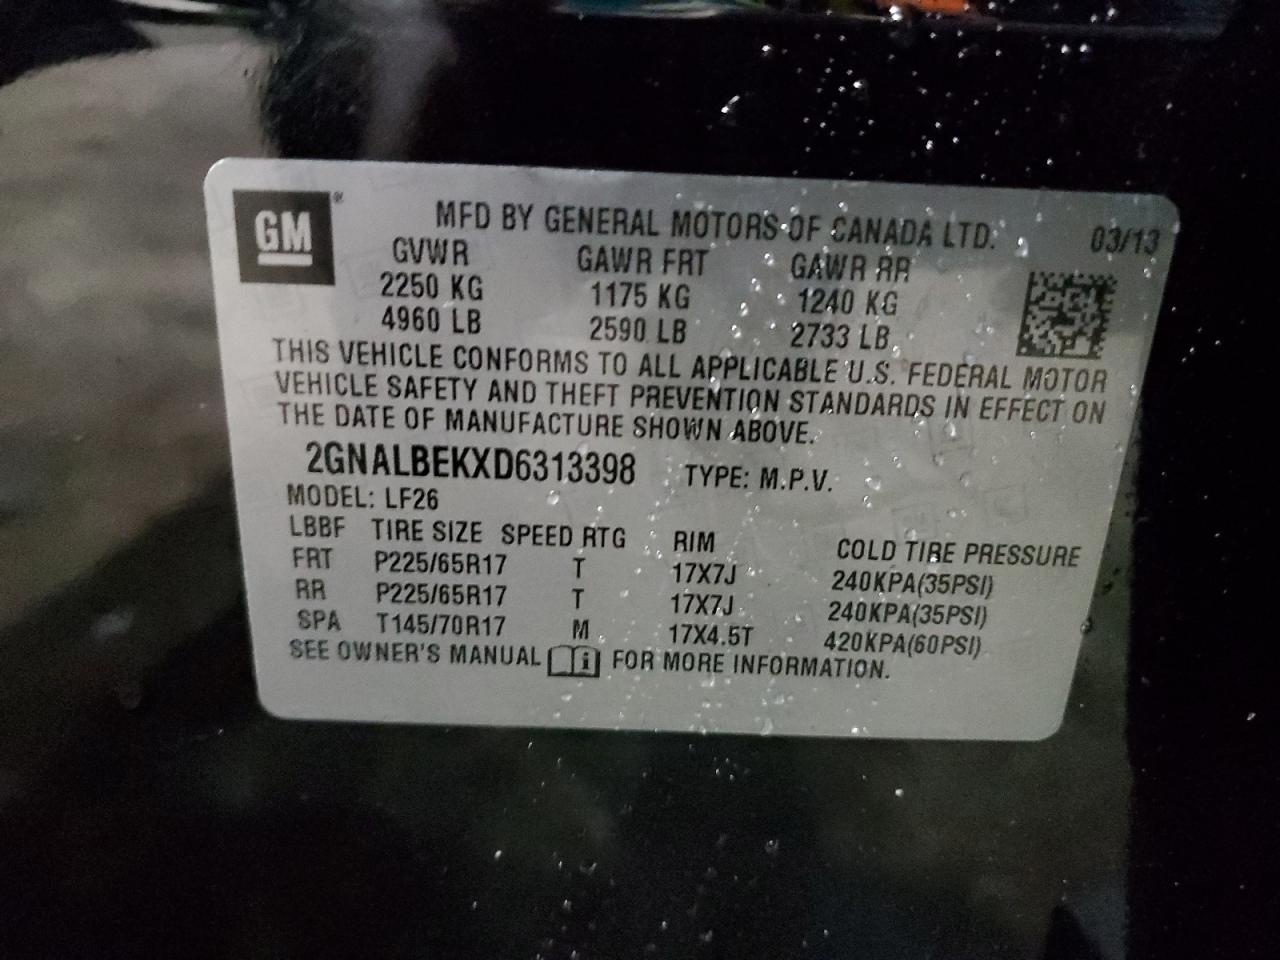 GM®
MFD BY GENERAL MOTORS OF CANADA LTD. 03/13
GVWR GAWR FRT GAWR RR
2250 KG 1175 KG 1240 KG
4960 LB 2590 LB 2733 LB
THIS VEHICLE CONFORMS TO ALL APPLICABLE U.S. FEDERAL MOTOR
VEHICLE SAFETY AND THEFT PREVENTION STANDARDS IN EFFECT ON
THE DATE OF MANUFACTURE SHOWN ABOVE.
2GNALBEKXD6313398 TYPE: M.P.V.
MODEL: LF26
LBBF TIRE SIZE SPEED RTG RIM COLD TIRE PRESSURE
FRT P225/65R17 T 17X7J 240KPA(35PSI)
RR P225/65R17 T 17X7J 240KPA(35PSI)
SPA T145/70R17 M 17X4.5T 420KPA(60PSI)
SEE OWNER'S MANUAL i FOR MORE INFORMATION.